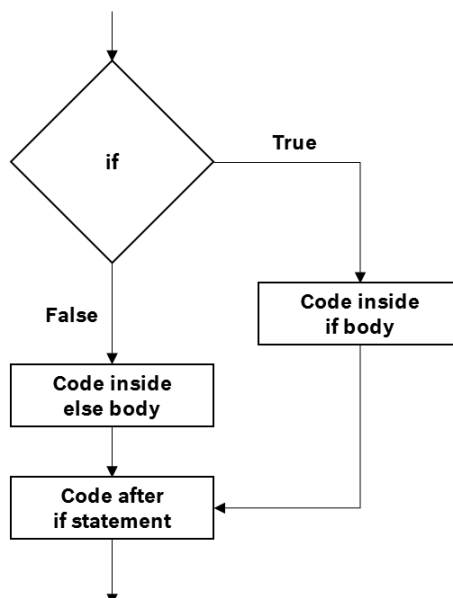 if
True
Code inside
if body
False
Code inside
else body
Code after
if statement